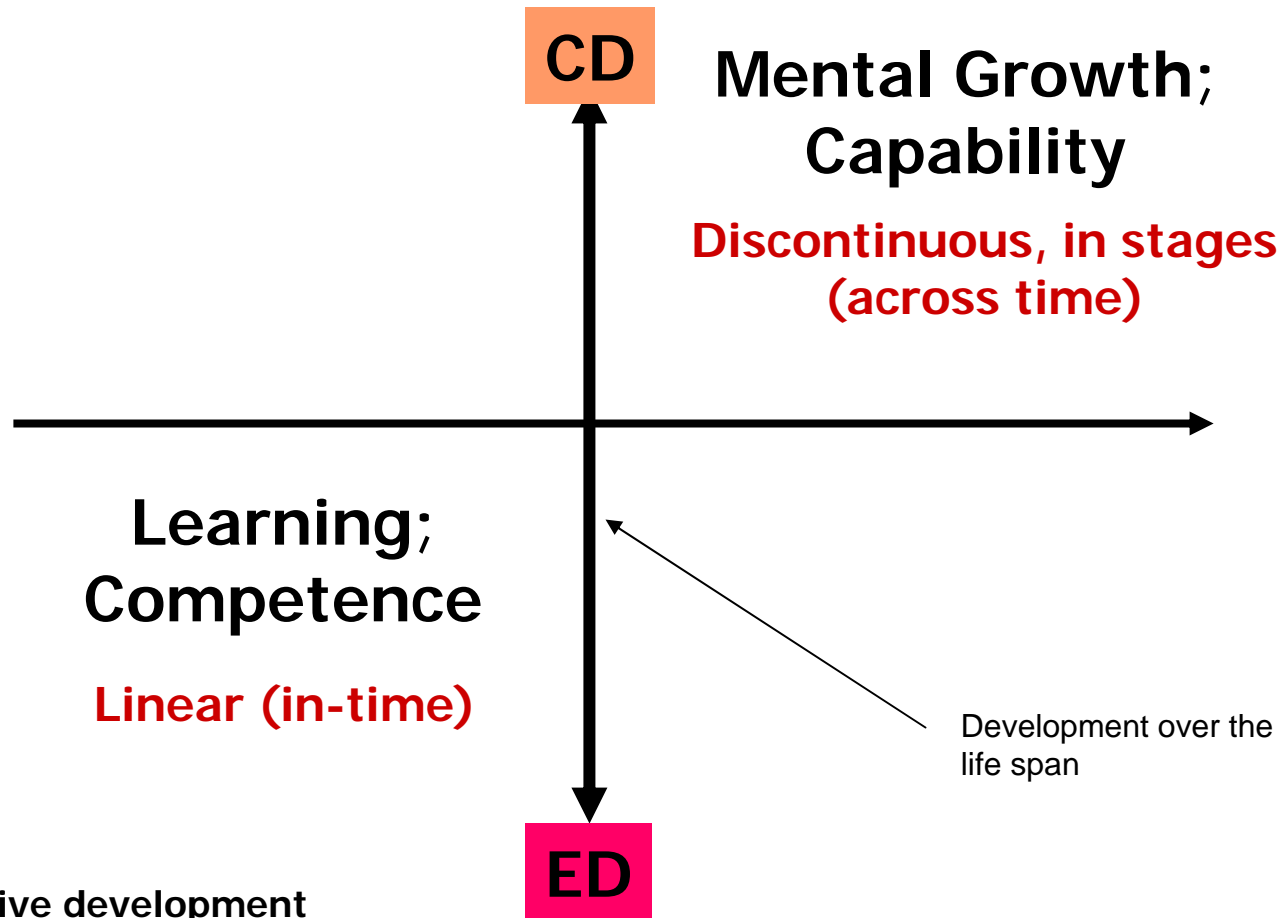 CD
Mental Growth;
Capability
Discontinuous, in stages
(across time)
Learning;
Competence
Linear (in-time)
Development over the
life span
ED
ive development